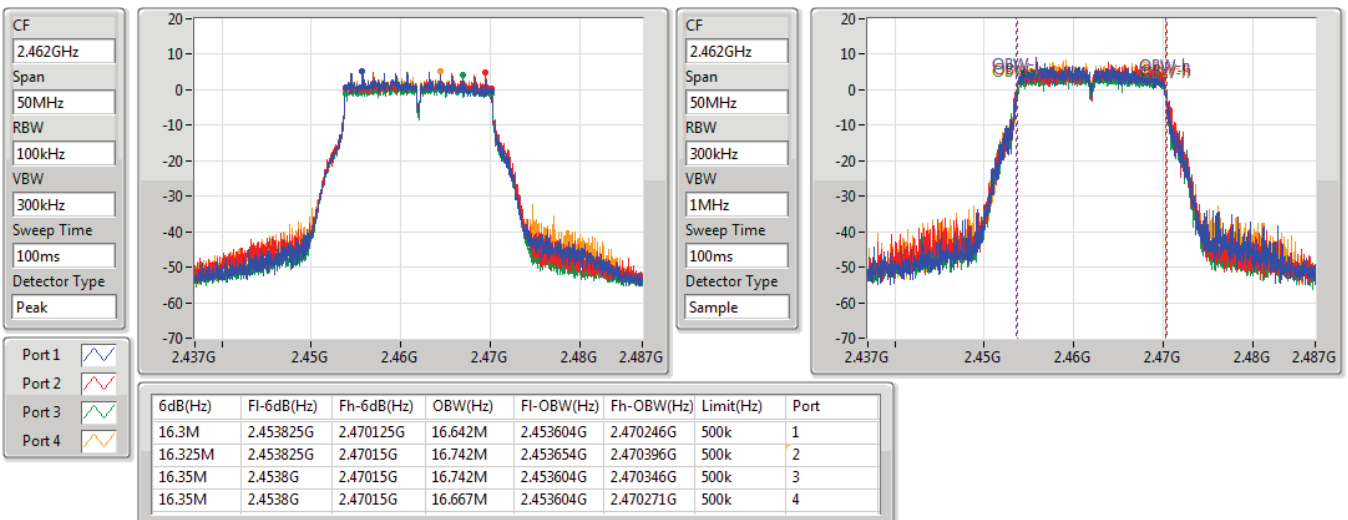 CF
2.462GHz
Span
50MHz
RBW
100kHz
VBW
300kHz
Sweep Time
100ms
Detector Type
Peak
20
10
0
-10
-20
-30
-40
-50
-60
-70
2.437G 2.45G 2.46G 2.47G 2.48G 2.487G
CF
2.462GHz
Span
50MHz
RBW
300kHz
VBW
1MHz
Sweep Time
100ms
Detector Type
Sample
20
10
0
-10
-20
-30
-40
-50
-60
-70
OBW-l OBW-h
2.437G 2.45G 2.46G 2.47G 2.48G 2.487G
Port 1
Port 2
Port 3
Port 4
6dB(Hz) Fl-6dB(Hz) Fh-6dB(Hz) OBW(Hz) Fl-OBW(Hz) Fh-OBW(Hz) Limit(Hz) Port
16.3M 2.453825G 2.470125G 16.642M 2.453604G 2.470246G 500k 1
16.325M 2.453825G 2.47015G 16.742M 2.453654G 2.470396G 500k 2
16.35M 2.4538G 2.47015G 16.742M 2.453604G 2.470346G 500k 3
16.35M 2.4538G 2.47015G 16.667M 2.453604G 2.470271G 500k 4